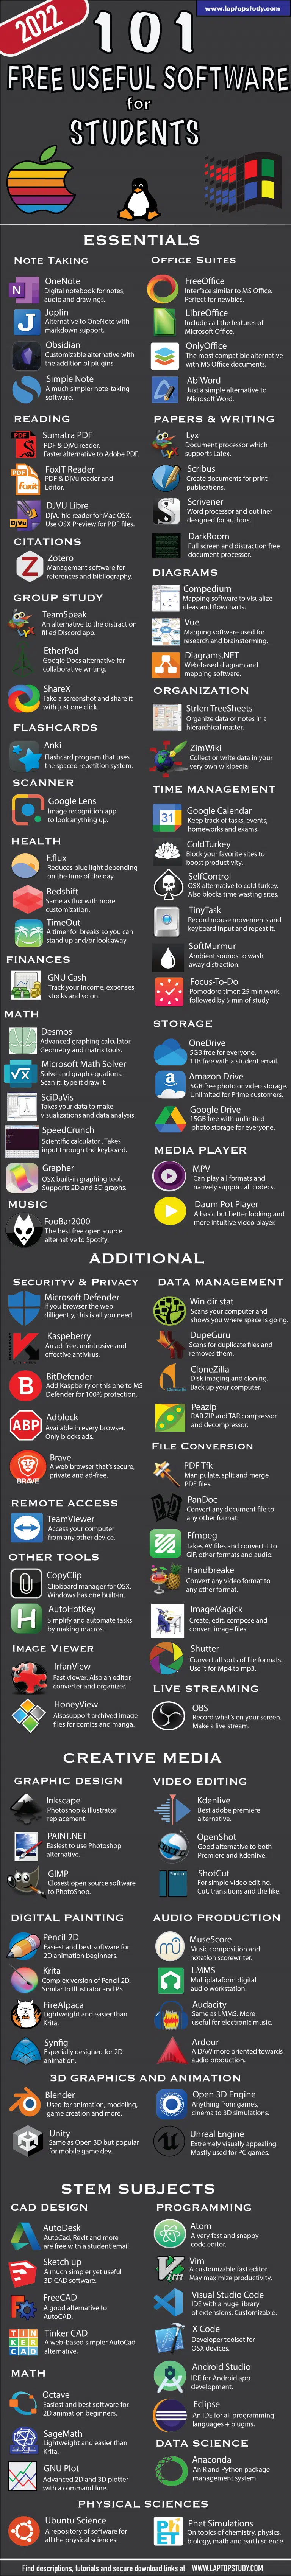 www.laptopstudy.com
2022
101
FREE USEFUL SOFTWARE
for
STUDENTS
ESSENTIALS
NOTE TAKING
OneNote
Digital notebook for notes,
audio and drawings.
Joplin
Alternative to OneNote with
markdown support.
Obsidian
Customizable alternative with
the addition of plugins.
Simple Note
A much simpler note-taking
software.
OFFICE SUITES
FreeOffice
Interface similar to MS Office.
Perfect for newbies.
LibreOffice
Includes all the features of
Microsoft Office.
OnlyOffice
The most compatible alternative
with MS Office documents.
AbiWord
Just a simple alternative to
Microsoft Word.
READING
Sumatra PDF
PDF & DjVu reader.
Faster alternative to Adobe PDF.
FoxIT Reader
PDF & DjVu reader and
Editor.
DJVU Libre
DjVu file reader for Mac OSX.
Use OSX Preview for PDF files.
CITATIONS
Zotero
Management software for
references and bibliography.
GROUP STUDY
TeamSpeak
An alternative to the distraction
filled Discord app.
EtherPad
Google Docs alternative for
collaborative writing.
ShareX
Take a screenshot and share it
with just one click.
FLASHCARDS
Anki
Flashcard program that uses
the spaced repetition system.
SCANNER
Google Lens
Image recognition app
to look anything up.
HEALTH
F.flux
Reduces blue light depending
on the time of the day.
Redshift
Same as flux with more
customization.
TimeOut
A timer for breaks so you can
stand up and/or look away.
FINANCES
GNU Cash
Track your income, expenses,
stocks and so on.
MATH
Desmos
Advanced graphing calculator.
Geometry and matrix tools.
Microsoft Math Solver
Solve and graph equations.
Scan it, type it draw it.
SciDaVis
Takes your data to make
visualizations and data analysis.
SpeedCrunch
Scientific calculator . Takes
input through the keyboard.
Grapher
OSX built-in graphing tool.
Supports 2D and 3D graphs.
MUSIC
FooBar2000
The best free open source
alternative to Spotify.
PAPERS & WRITING
Lyx
Document processor which
supports Latex.
Scribus
Create documents for print
publications.
Scrivener
Word processor and outliner
designed for authors.
DarkRoom
Full screen and distraction free
document processor.
DIAGRAMS
Compedium
Mapping software to visualize
ideas and flowcharts.
Vue
Mapping software used for
research and brainstorming.
Diagrams.NET
Web-based diagram and
mapping software.
ORGANIZATION
Strlen TreeSheets
Organize data or notes in a
hierarchical matter.
ZimWiki
Collect or write data in your
very own wikipedia.
TIME MANAGEMENT
Google Calendar
Keep track of tasks, events,
homeworks and exams.
ColdTurkey
Block your favorite sites to
boost productivity.
SelfControl
OSX alternative to cold turkey.
Also blocks time wasting sites.
TinyTask
Record mouse movements and
keyboard input and repeat it.
SoftMurmur
Ambient sounds to wash
away distraction.
Focus-To-Do
Pomodoro timer: 25 min work
followed by 5 min of study
STORAGE
OneDrive
5GB free for everyone.
1TB free with a student email.
Amazon Drive
5GB free photo or video storage.
Unlimited for Prime customers.
Google Drive
15GB free with unlimited
photo storage for everyone.
MEDIA PLAYER
MPV
Can play all formats and
natively support all codecs.
Daum Pot Player
A basic but better looking and
more intuitive video player.
ADDITIONAL
SECURITYV & PRIVACY
Microsoft Defender
If you browser the web
dilligently, this is all you need.
Kaspeberry
An ad-free, unintrusive and
effective antivirus.
BitDefender
Add Kaspberry or this one to MS
Defender for 100% protection.
Adblock
Available in every browser.
Only blocks ads.
Brave
A web browser that's secure,
private and ad-free.
REMOTE ACCESS
TeamViewer
Access your computer
from any other device.
OTHER TOOLS
CopyClip
Clipboard manager for OSX.
Windows has one built-in.
AutoHotKey
Simplify and automate tasks
by making macros.
IMAGE VIEWER
IrfanView
Fast viewer. Also an editor,
converter and organizer.
HoneyView
Alsosupport archived image
files for comics and manga.
DATA MANAGEMENT
Win dir stat
Scans your computer and
shows you where space is going.
DupeGuru
Scans for duplicate files and
removes them.
CloneZilla
Disk imaging and cloning.
Back up your computer.
Peazip
RAR ZIP and TAR compressor
and decompressor.
FILE CONVERSION
PDF Tfk
Manipulate, split and merge
PDF files.
PanDoc
Convert any document file to
any other format.
Ffmpeg
Takes AV files and convert it to
GIF, other formats and audio.
Handbreake
Convert any video format to
any other format.
ImageMagick
Create, edit, compose and
convert image files.
Shutter
Convert all sorts of file formats.
Use it for Mp4 to mp3.
LIVE STREAMING
OBS
Record what's on your screen.
Make a live stream.
CREATIVE MEDIA
GRAPHIC DESIGN
Inkscape
Photoshop & Illustrator
replacement.
PAINT.NET
Easiest to use Photoshop
alternative.
GIMP
Closest open source software
to PhotoShop.
VIDEO EDITING
Kdenlive
Best adobe premiere
alternative.
OpenShot
Good alternative to both
Premiere and Kdenlive.
ShotCut
For simple video editing.
Cut, transitions and the like.
DIGITAL PAINTING
Pencil 2D
Easiest and best software for
2D animation beginners.
Krita
Complex version of Pencil 2D.
Similar to Illustrator and PS.
FireAlpaca
Lightweight and easier than
Krita.
Synfig
Especially designed for 2D
animation.
AUDIO PRODUCTION
MuseScore
Music composition and
notation scorewriter.
LMMS
Multiplatform digital
audio workstation.
Audacity
Same as LMMS. More
useful for electronic music.
Ardour
A DAW more oriented towards
audio production.
3D GRAPHICS AND ANIMATION
Blender
Used for animation, modeling,
game creation and more.
Unity
Same as Open 3D but popular
for mobile game dev.
Open 3D Engine
Anything from games,
cinema to 3D simulations.
Unreal Engine
Extremely visually appealing.
Mostly used for PC games.
STEM SUBJECTS
CAD DESIGN
AutoDesk
AutoCad, Revit and more
are free with a student email.
Sketch up
A much simpler yet useful
3D CAD software.
FreeCAD
A good alternative to
AutoCAD.
Tinker CAD
A web-based simpler AutoCad
alternative.
MATH
Octave
Easiest and best software for
2D animation beginners.
SageMath
Lightweight and easier than
Krita.
GNU Plot
Advanced 2D and 3D plotter
with a command line.
PROGRAMMING
Atom
A very fast and snappy
code editor.
Vim
A customizable fast editor.
May maximize productivity.
Visual Studio Code
IDE with a huge library
of extensions. Customizable.
X Code
Developer toolset for
OSX devices.
Android Studio
IDE for Android app
development.
Eclipse
An IDE for all programming
languages + plugins.
DATA SCIENCE
Anaconda
An R and Python package
management system.
PHYSICAL SCIENCES
Ubuntu Science
A repository of software for
all the physical sciences.
Phet Simulations
On topics of chemistry, physics,
biology, math and earth science.
Find descriptions, tutorials and secure download links at WWW.LAPTOPSTUDY.COM